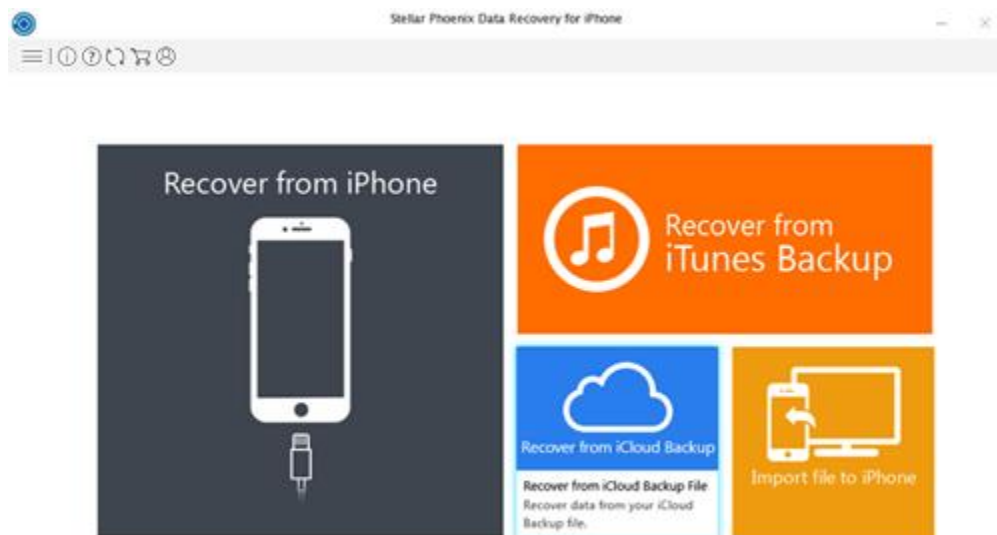 Stellar Phoenix Data Recovery for iPhone
Recover from iPhone
Recover from
iTunes Backup
Recover from iCloud Backup
Recover from iCloud Backup File
Recover data from your iCloud
Backup file.
Import file to iPhone